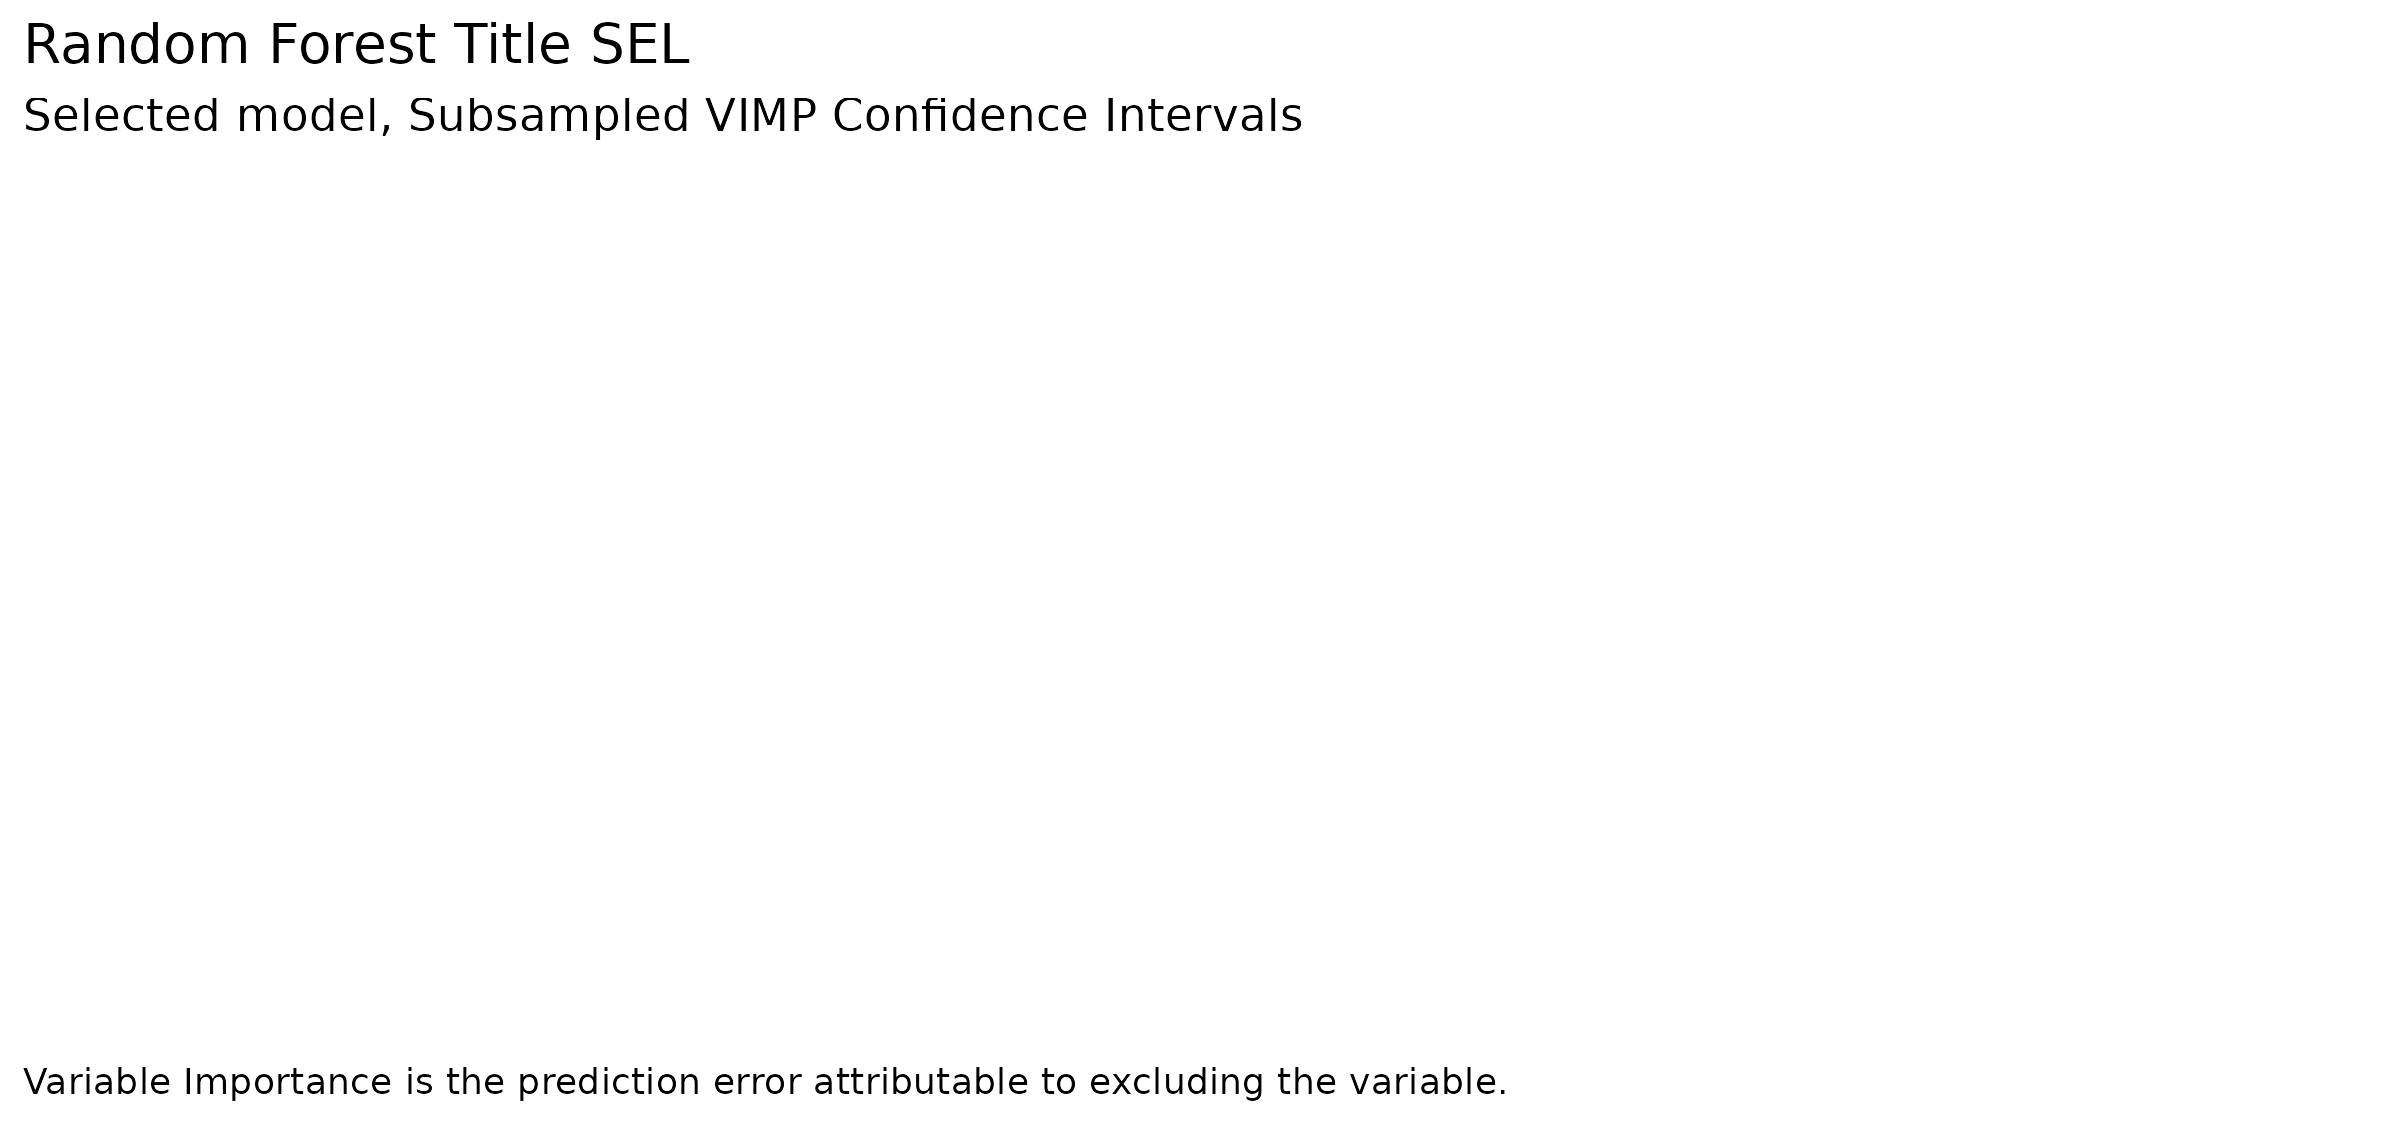 Random Forest Title SEL
Selected model, Subsampled VIMP Confidence Intervals
Variable Importance is the prediction error attributable to excluding the variable.